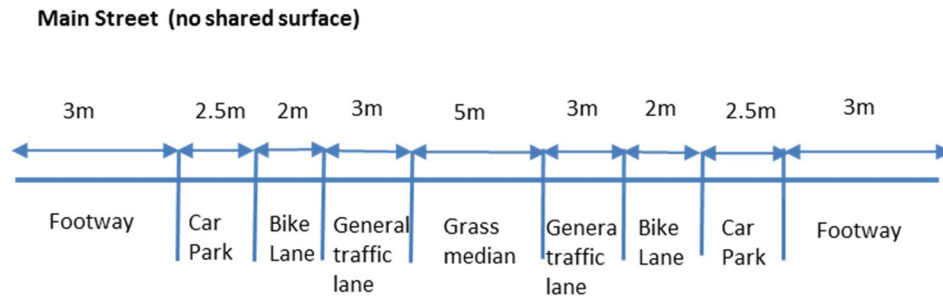 Main Street (no shared surface)
3m 2.5m 2m 3m 5m 3m 2m 2.5m 3m
Footway Car Bike General Grass Genera Bike Car Footway
Park Lane traffic median traffic Lane Park
lane lane